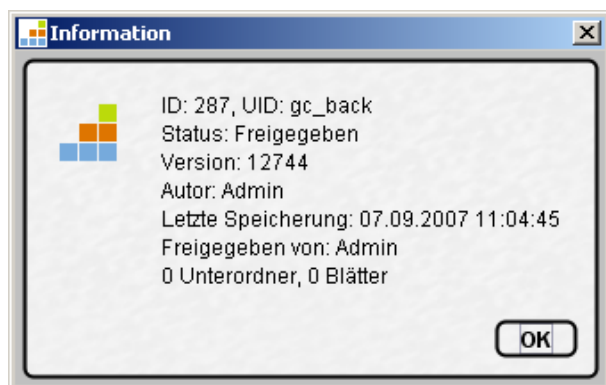 Information
ID: 287, UID: gc_back
Status: Freigegeben
Version: 12744
Autor: Admin
Letzte Speicherung: 07.09.2007 11:04:45
Freigegeben von: Admin
0 Unterordner, 0 Blätter
OK